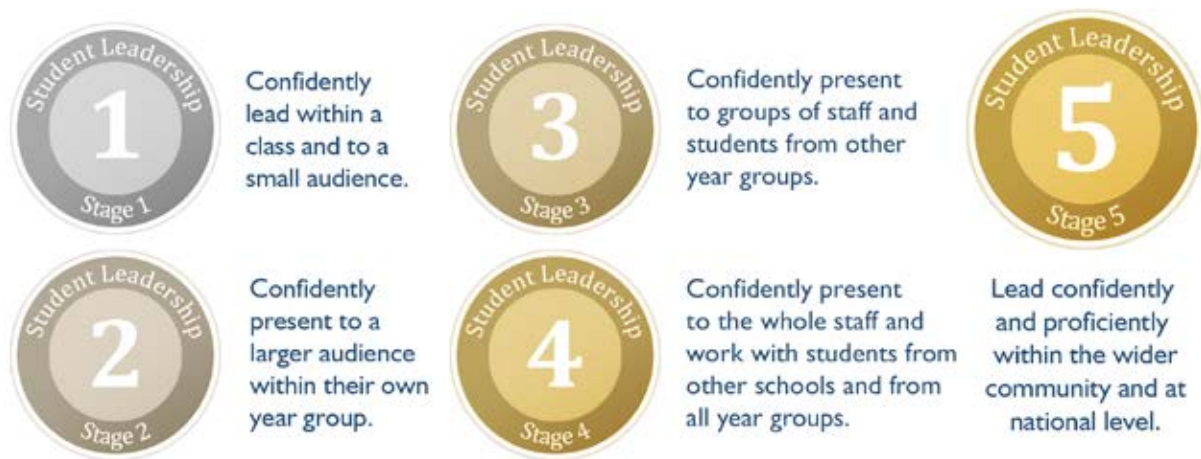 Student Leadership
1
Stage 1
Confidently
lead within a
class and to a
small audience.
Student Leadership
2
Stage 2
Confidently
present to a
larger audience
within their own
year group.
Student Leadership
3
Stage 3
Confidently present
to groups of staff and
students from other
year groups.
Student Leadership
4
Stage 4
Confidently present
to the whole staff and
work with students from
other schools and from
all year groups.
Student Leadership
5
Stage 5
Lead confidently
and proficiently
within the wider
community and at
national level.